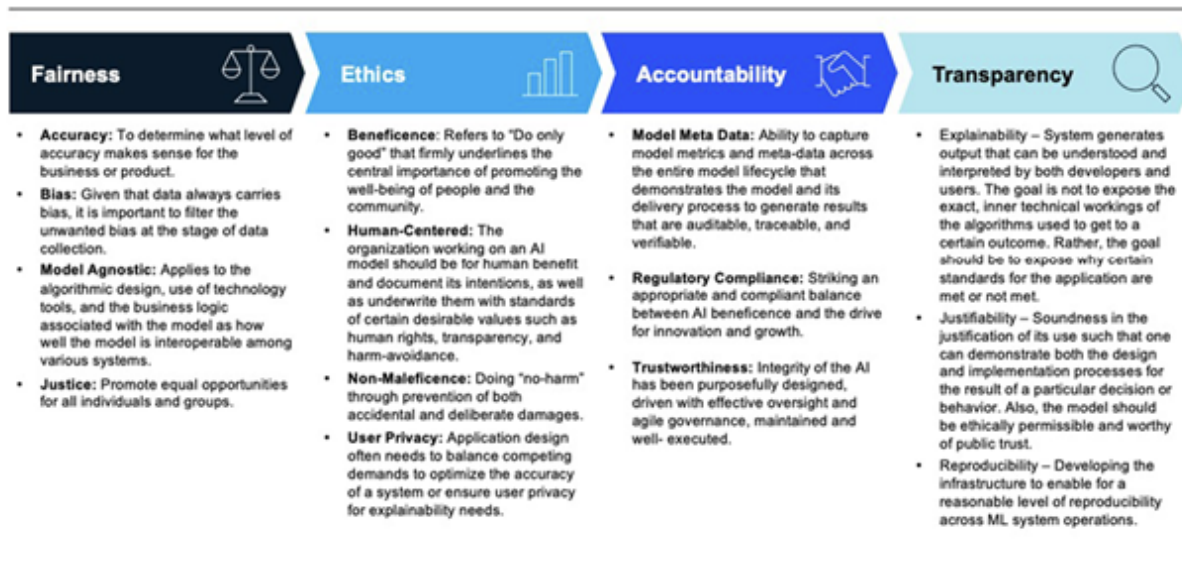 Fairness
• Accuracy: To determine what level of
accuracy makes sense for the
business or product.
• Bias: Given that data always carries
bias, it is important to filter the
unwanted bias at the stage of data
collection.
• Model Agnostic: Applies to the
algorithmic design, use of technology
tools, and the business logic
associated with the model as how
well the model is interoperable among
various systems.
• Justice: Promote equal opportunities
for all individuals and groups.
Ethics
• Beneficence: Refers to "Do only
good" that firmly underlines the
central importance of promoting the
well-being of people and the
community.
• Human-Centered: The
organization working on an AI
model should be for human benefit
and document its intentions, as well
as underwrite them with standards
of certain desirable values such as
human rights, transparency, and
harm-avoidance.
• Non-Maleficence: Doing "no-harm"
through prevention of both
accidental and deliberate damages.
• User Privacy: Application design
often needs to balance competing
demands to optimize the accuracy
of a system or ensure user privacy
for explainability needs.
Accountability
• Model Meta Data: Ability to capture
model metrics and meta-data across
the entire model lifecycle that
demonstrates the model and its
delivery process to generate results
that are auditable, traceable, and
verifiable.
• Regulatory Compliance: Striking an
appropriate and compliant balance
between AI beneficence and the drive
for innovation and growth.
• Trustworthiness: Integrity of the AI
has been purposefully designed,
driven with effective oversight and
agile governance, maintained and
well- executed.
Transparency
• Explainability – System generates
output that can be understood and
interpreted by both developers and
users. The goal is not to expose the
exact, inner technical workings of
the algorithms used to get to a
certain outcome. Rather, the goal
should be to expose why certain
standards for the application are
met or not met.
• Justifiability – Soundness in the
justification of its use such that one
can demonstrate both the design
and implementation processes for
the result of a particular decision or
behavior. Also, the model should
be ethically permissible and worthy
of public trust.
• Reproducibility – Developing the
infrastructure to enable for a
reasonable level of reproducibility
across ML system operations.